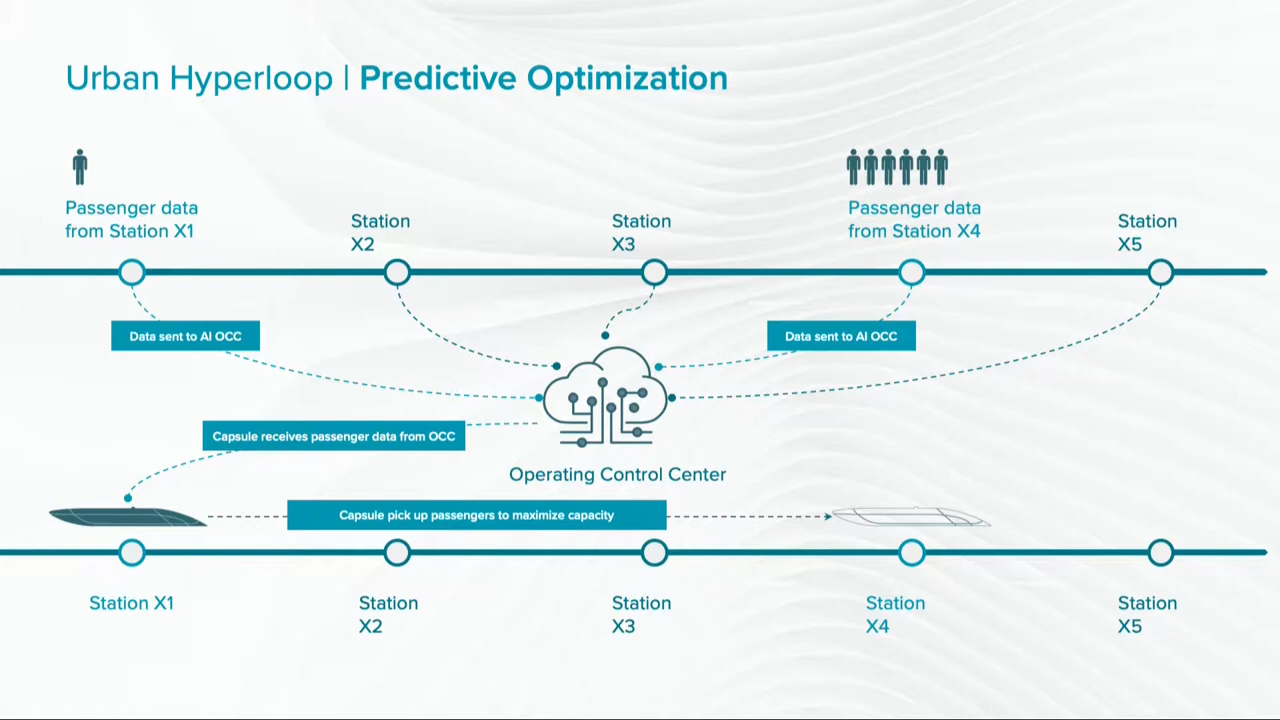 Urban Hyperloop | Predictive Optimization
Passenger data
from Station X1
Station
X2
Station
X3
Passenger data
from Station X4
Station
X5
Data sent to AI OCC
Data sent to AI OCC
Capsule receives passenger data from OCC
Operating Control Center
Capsule pick up passengers to maximize capacity
Station X1
Station
X2
Station
X3
Station
X4
Station
X5